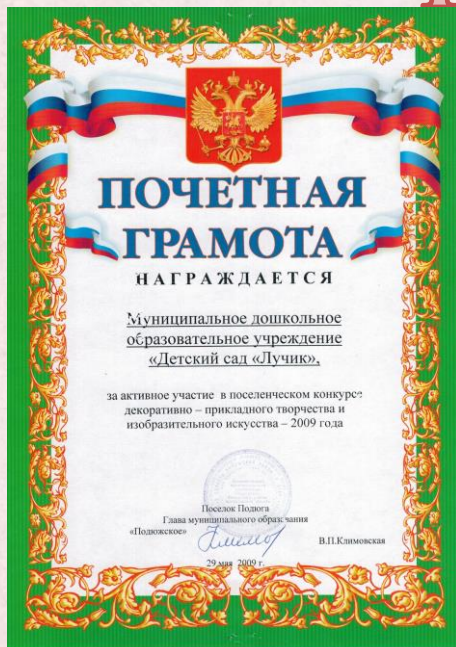 ПОЧЕТНАЯ
ГРАМОТА
НАГРАЖДАЕТСЯ
Муниципальное дошкольное
образовательное учреждение
«Детский сад «Лучик»,
за активное участие в поселенческом конкурсе
декоративно – прикладного творчества и
изобразительного искусства – 2009 года
Поселок Подюга
Глава муниципального образования
«Подюжское»
В.П.Климовская
29 мая 2009 г.